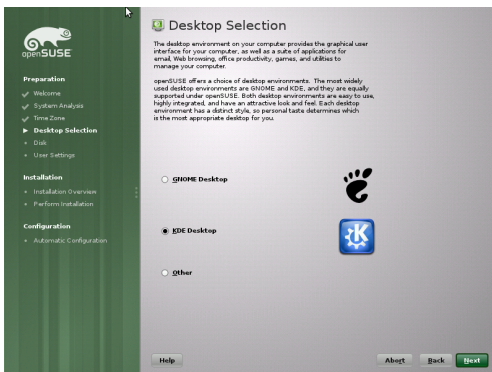 openSUSE
Preparation
Welcome
System Analysis
Time Zone
Desktop Selection
Disk
User Settings
Installation
Installation Overview
Perform Installation
Configuration
Automatic Configuration
Desktop Selection
The desktop environment on your computer provides the graphical user
interface for your computer, as well as a suite of applications for
email, Web browsing, office productivity, games, and utilities to
manage your computer.
openSUSE offers a choice of desktop environments. The most widely
used desktop environments are GNOME and KDE, and they are equally
supported under openSUSE. Both desktop environments are easy to use,
highly integrated, and have an attractive look and feel. Each desktop
environment has a distinct style, so personal taste determines which
is the most appropriate desktop for you.
GNOME Desktop
KDE Desktop
K
Other
Help
Abort
Back
Next